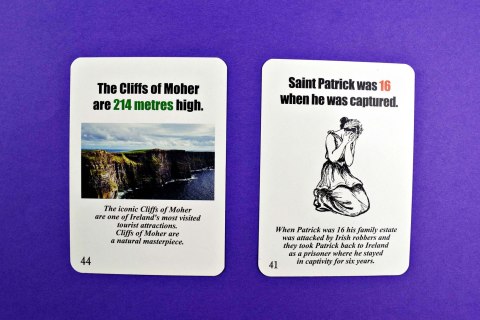 The Cliffs of Moher
are 214 metres high.
The iconic Cliffs of Moher
are one of Ireland's most visited
tourist attractions.
Cliffs of Moher are
a natural masterpiece.
44
Saint Patrick was 16
when he was captured.
When Patrick was 16 his family estate
was attacked by Irish robbers and
they took Patrick back to Ireland
as a prisoner where he stayed
in captivity for six years.
41